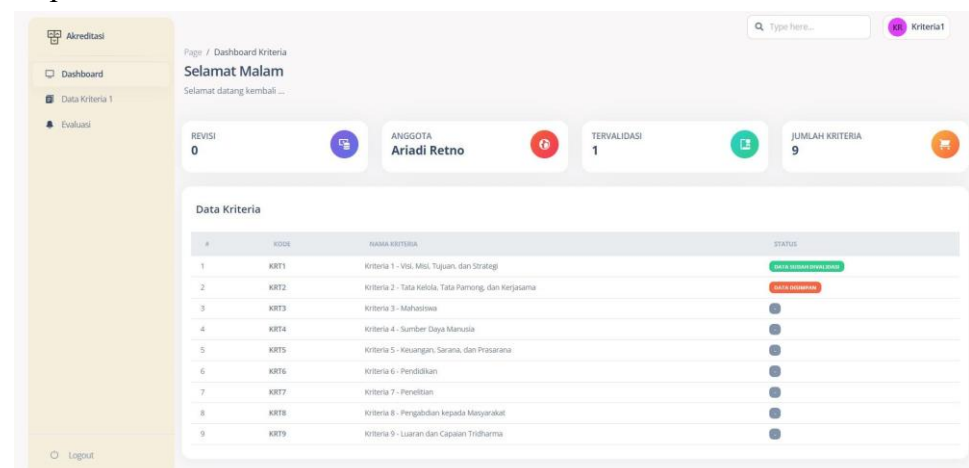 Akreditasi
Type here...
KR Kriteria1
Page / Dashboard Kriteria
Selamat Malam
Selamat datang kembali ...
Dashboard
Data Kriteria 1
Evaluasi
REVISI
0
ANGGOTA
Ariadi Retno
TERVALIDASI
1
JUMLAH KRITERIA
9
Data Kriteria
# KODE NAMA KRITERIA STATUS
1 KRT1 Kriteria 1 - Visi, Misi, Tujuan, dan Strategi DATA SUDAH DIVALIDASI
2 KRT2 Kriteria 2 - Tata Kelola, Tata Pamong, dan Kerjasama DATA DISIMPAN
3 KRT3 Kriteria 3 - Mahasiswa -
4 KRT4 Kriteria 4 - Sumber Daya Manusia -
5 KRT5 Kriteria 5 - Keuangan, Sarana, dan Prasarana -
6 KRT6 Kriteria 6 - Pendidikan -
7 KRT7 Kriteria 7 - Penelitian -
8 KRT8 Kriteria 8 - Pengabdian kepada Masyarakat -
9 KRT9 Kriteria 9 - Luaran dan Capaian Tridharma -
Logout